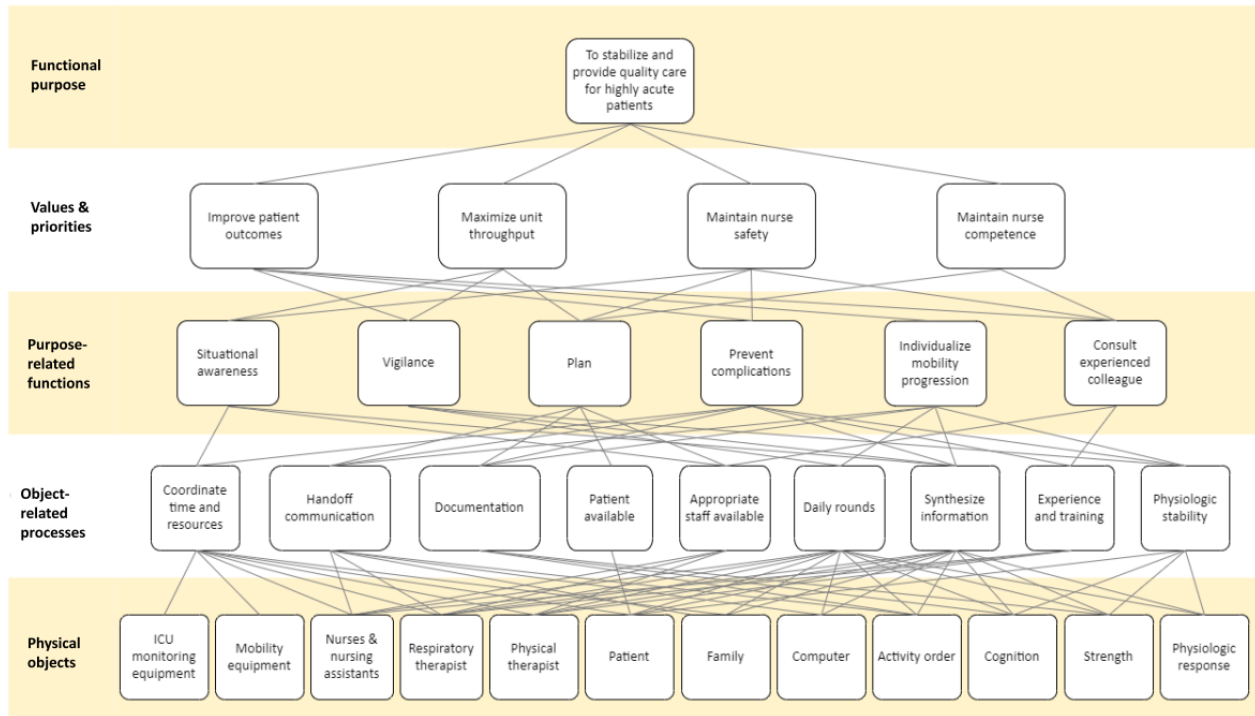 Functional
purpose
To stabilize and
provide quality care
for highly acute
patients
Values &
priorities
Improve patient
outcomes
Maximize unit
throughput
Maintain nurse
safety
Maintain nurse
competence
Purpose-
related
functions
Situational
awareness
Vigilance
Plan
Prevent
complications
Individualize
mobility
progression
Consult
experienced
colleague
Object-
related
processes
Coordinate
time and
resources
Handoff
communication
Documentation
Patient
available
Appropriate
staff available
Daily rounds
Synthesize
information
Experience
and training
Physiologic
stability
Physical
objects
ICU
monitoring
equipment
Mobility
equipment
Nurses &
nursing
assistants
Respiratory
therapist
Physical
therapist
Patient
Family
Computer
Activity order
Cognition
Strength
Physiologic
response